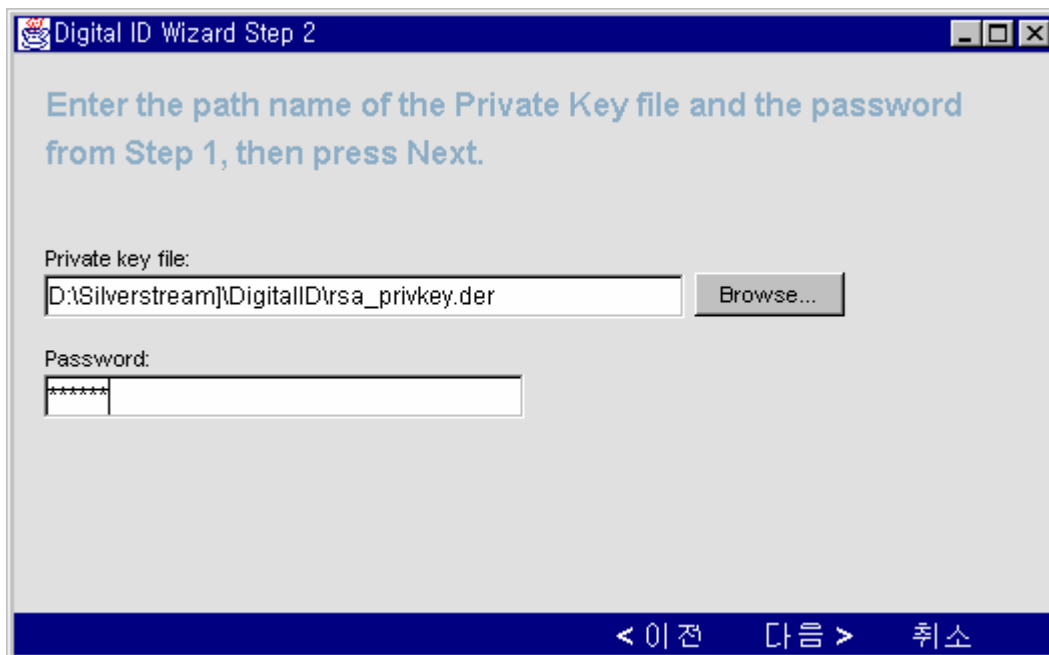 Digital ID Wizard Step 2
Enter the path name of the Private Key file and the password
from Step 1, then press Next.
Private key file:
D:\Silverstream]\DigitalID\rsa_privkey.der
Browse...
Password:
******
< 이전 다음 > 취소